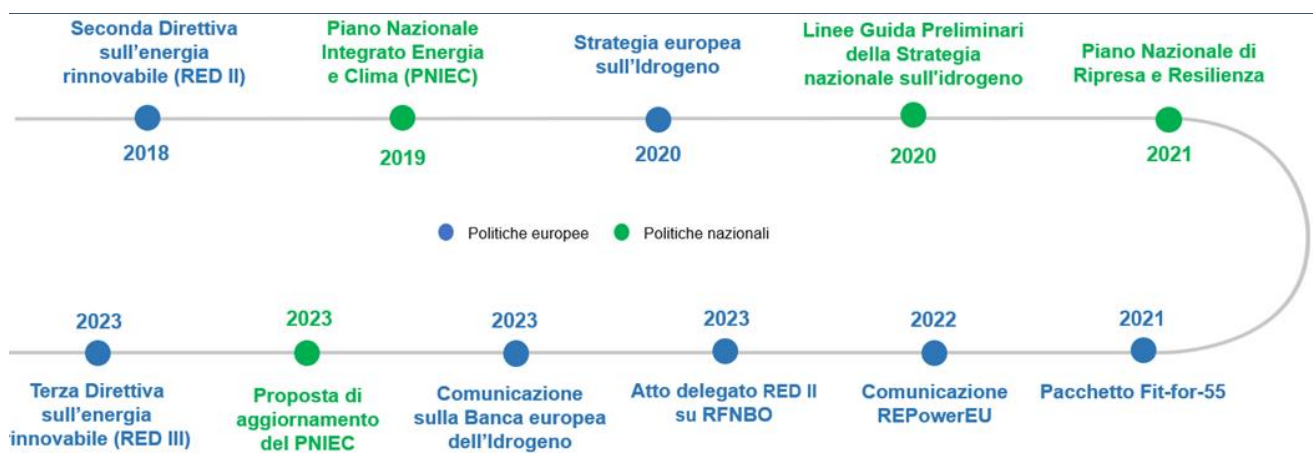 Seconda Direttiva
sull'energia
rinnovabile (RED II)
2018
Piano Nazionale
Integrato Energia
e Clima (PNIEC)
2019
Strategia europea
sull'Idrogeno
2020
Linee Guida Preliminari
della Strategia
nazionale sull'idrogeno
2020
Piano Nazionale di
Ripresa e Resilienza
2021
Politiche europee
Politiche nazionali
2023
Terza Direttiva
sull'energia
innovabile (RED III)
2023
Proposta di
aggiornamento
del PNIEC
2023
Comunicazione
sulla Banca europea
dell'Idrogeno
2023
Atto delegato RED II
su RFNBO
2022
Comunicazione
REPowerEU
2021
Pacchetto Fit-for-55